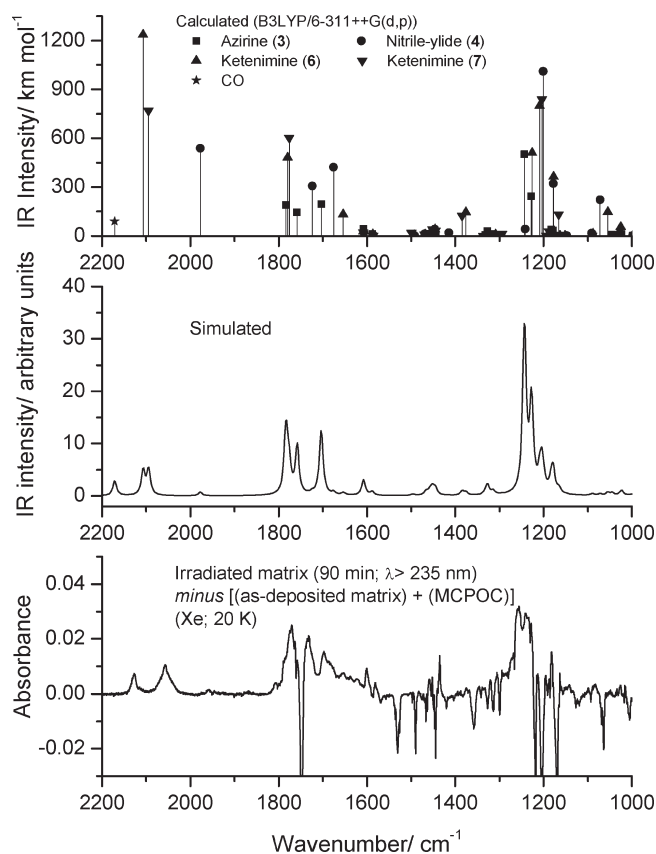 Calculated (B3LYP/6-311++G(d,p))
Azirine (3)
Nitrile-ylide (4)
Ketenimine (6)
Ketenimine (7)
CO
IR Intensity/ km mol⁻¹
1200
900
600
300
0
2200 2000 1800 1600 1400 1200 1000
Simulated
IR intensity/ arbitrary units
40
30
20
10
0
2200 2000 1800 1600 1400 1200 1000
Irradiated matrix (90 min; λ> 235 nm)
minus [(as-deposited matrix) + (MCPOC)]
(Xe; 20 K)
Absorbance
0.04
0.02
0.00
-0.02
2200 2000 1800 1600 1400 1200 1000
Wavenumber/ cm⁻¹